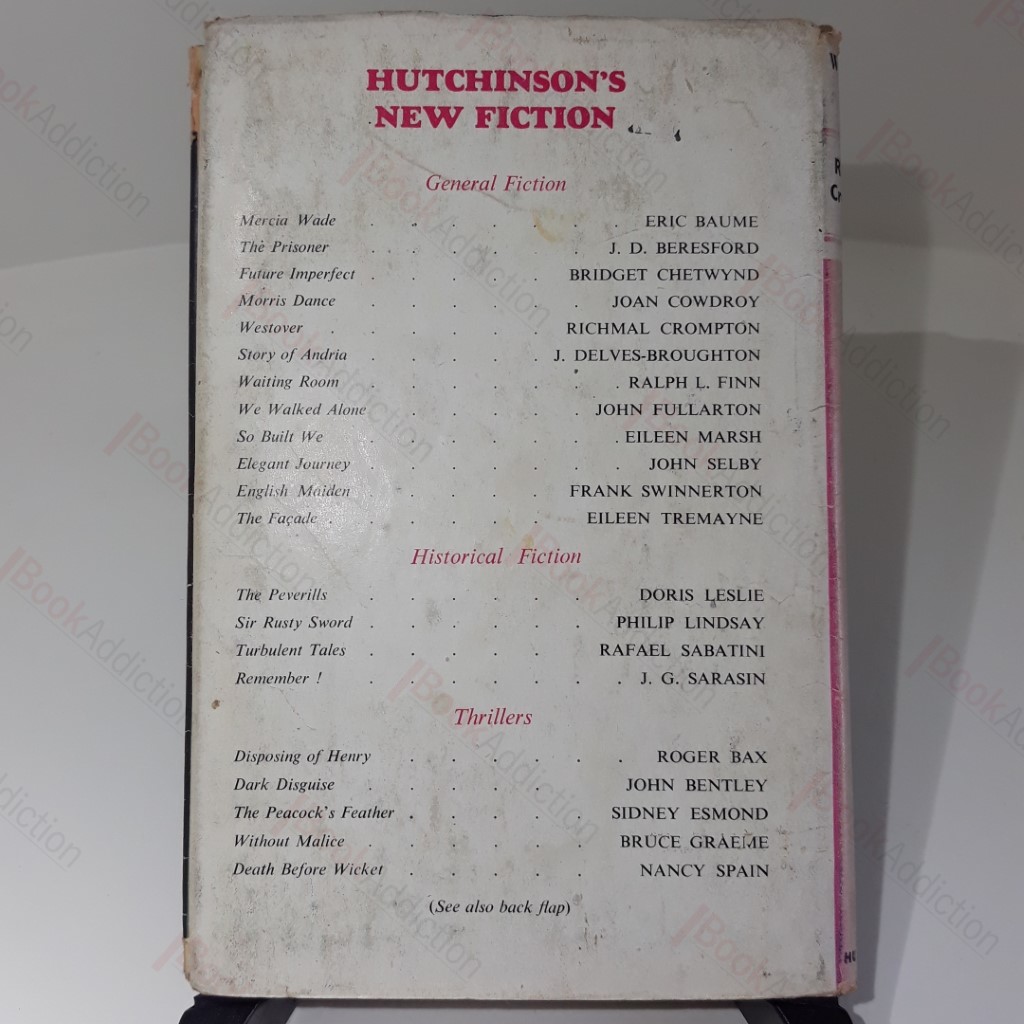 HUTCHINSON'S
NEW FICTION
General Fiction
Mercia Wade . . . . . . . ERIC BAUME
The Prisoner . . . . . . J. D. BERESFORD
Future Imperfect . . . . . BRIDGET CHETWYND
Morris Dance . . . . . . JOAN COWDROY
Westover . . . . . . RICHMAL CROMPTON
Story of Andria . . . . . J. DELVES-BROUGHTON
Waiting Room . . . . . . . RALPH L. FINN
We Walked Alone . . . . . JOHN FULLARTON
So Built We . . . . . . . EILEEN MARSH
Elegant Journey . . . . . . . JOHN SELBY
English Maiden . . . . . FRANK SWINNERTON
The Façade . . . . . . EILEEN TREMAYNE
Historical Fiction
The Peverills . . . . . . DORIS LESLIE
Sir Rusty Sword . . . . . . PHILIP LINDSAY
Turbulent Tales . . . . . RAFAEL SABATINI
Remember ! . . . . . . . J. G. SARASIN
Thrillers
Disposing of Henry . . . . . . ROGER BAX
Dark Disguise . . . . . JOHN BENTLEY
The Peacock's Feather . . . . . SIDNEY ESMOND
Without Malice . . . . . . BRUCE GRAEME
Death Before Wicket . . . . . NANCY SPAIN
(See also back flap)
BookAddiction